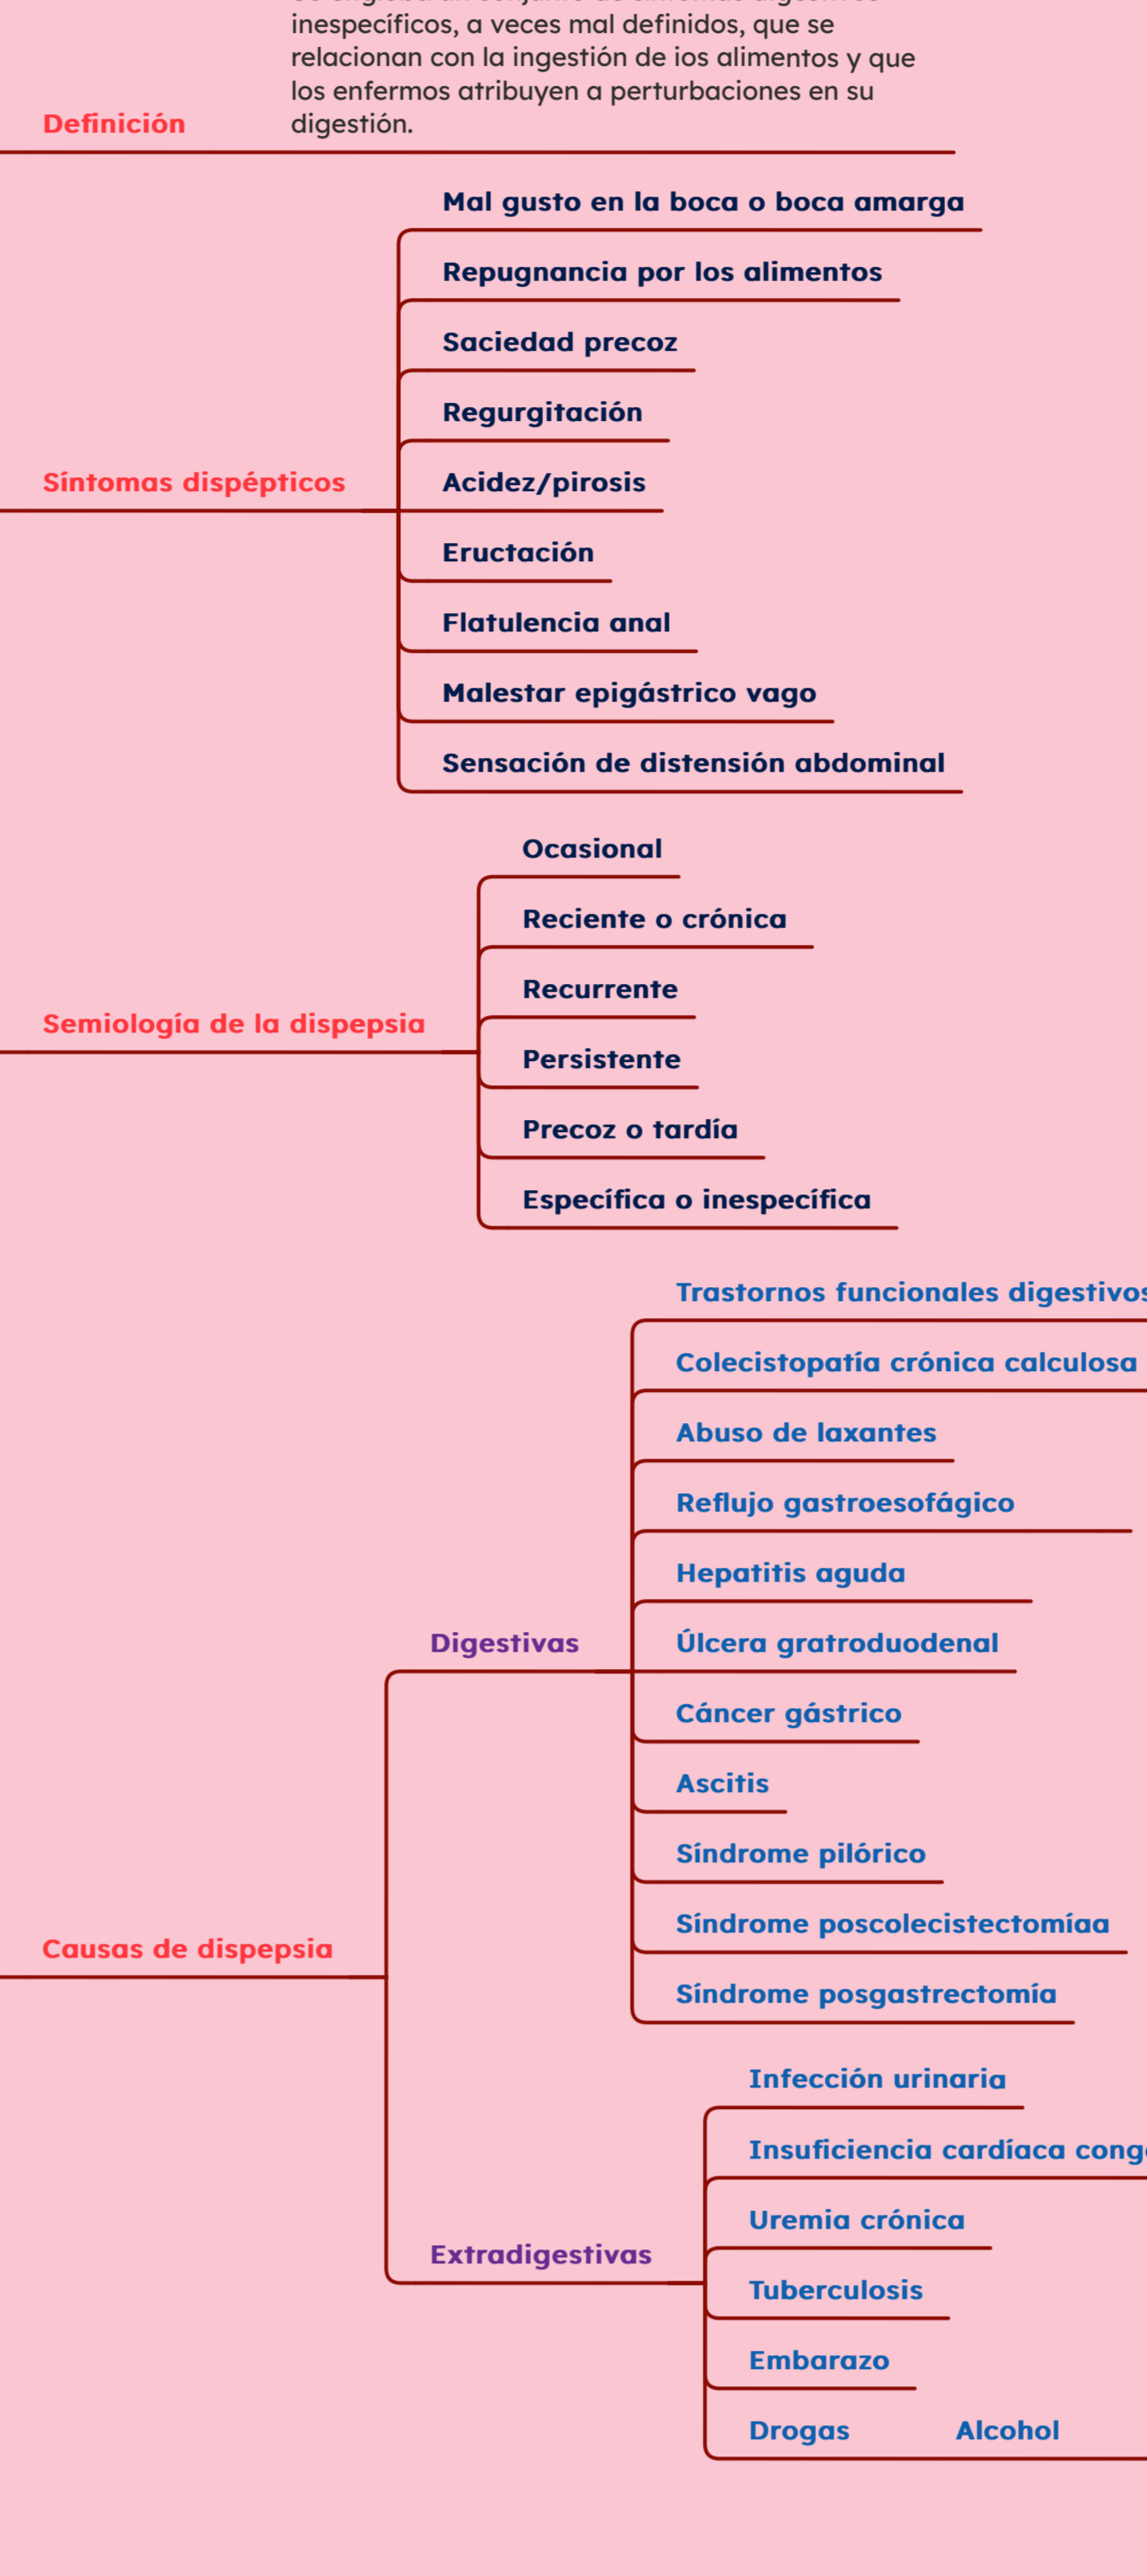 inespecíficos, a veces mal definidos, que se
relacionan con la ingestión de ios alimentos y que
los enfermos atribuyen a perturbaciones en su
digestión.
Definición
Mal gusto en la boca o boca amarga
Repugnancia por los alimentos
Saciedad precoz
Regurgitación
Síntomas dispépticos
Acidez/pirosis
Eructación
Flatulencia anal
Malestar epigástrico vago
Sensación de distensión abdominal
Ocasional
Reciente o crónica
Recurrente
Semiología de la dispepsia
Persistente
Precoz o tardía
Específica o inespecífica
Trastornos funcionales digestivos
Colecistopatía crónica calculosa
Abuso de laxantes
Reflujo gastroesofágico
Hepatitis aguda
Digestivas
Úlcera gratroduodenal
Cáncer gástrico
Ascitis
Síndrome pilórico
Síndrome poscolecistectomíaa
Causas de dispepsia
Síndrome posgastrectomía
Infección urinaria
Insuficiencia cardíaca
Uremia crónica
Extradigestivas
Tuberculosis
Embarazo
Drogas Alcohol